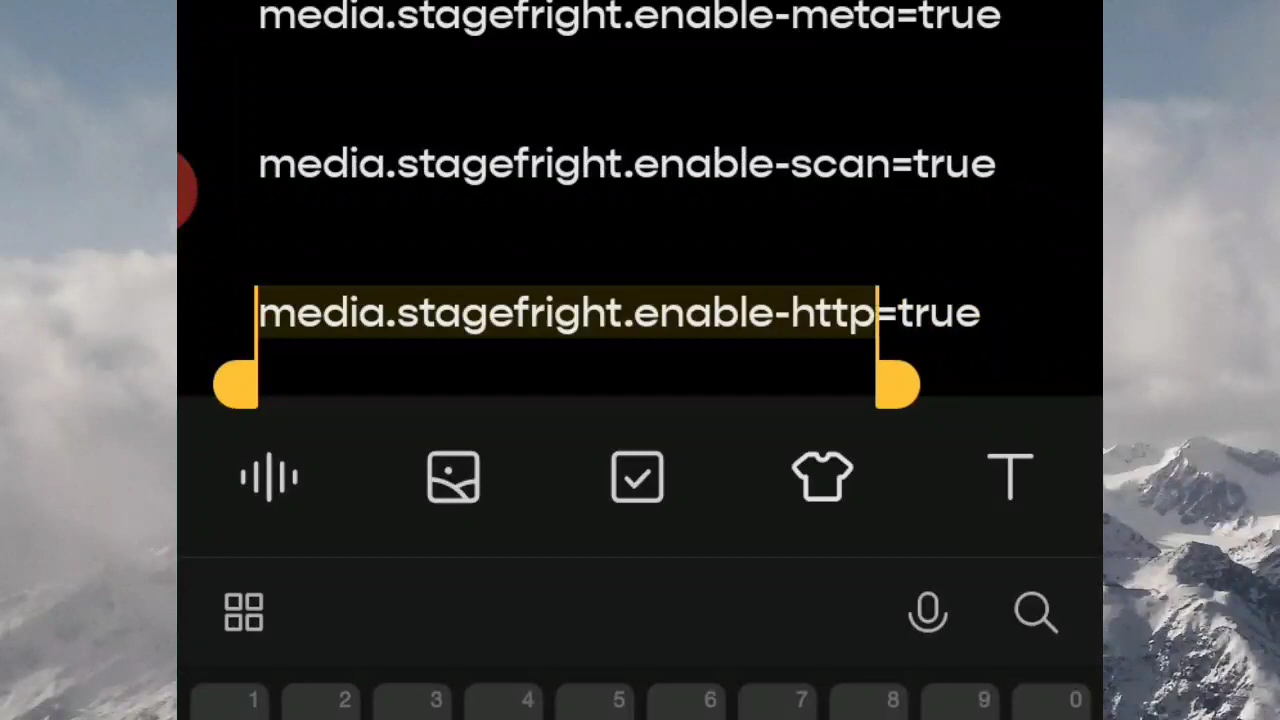 media.stagefright.enable-meta=true
media.stagefright.enable-scan=true
media.stagefright.enable-http=true
T
1 2 3 4 5 6 7 8 9 0